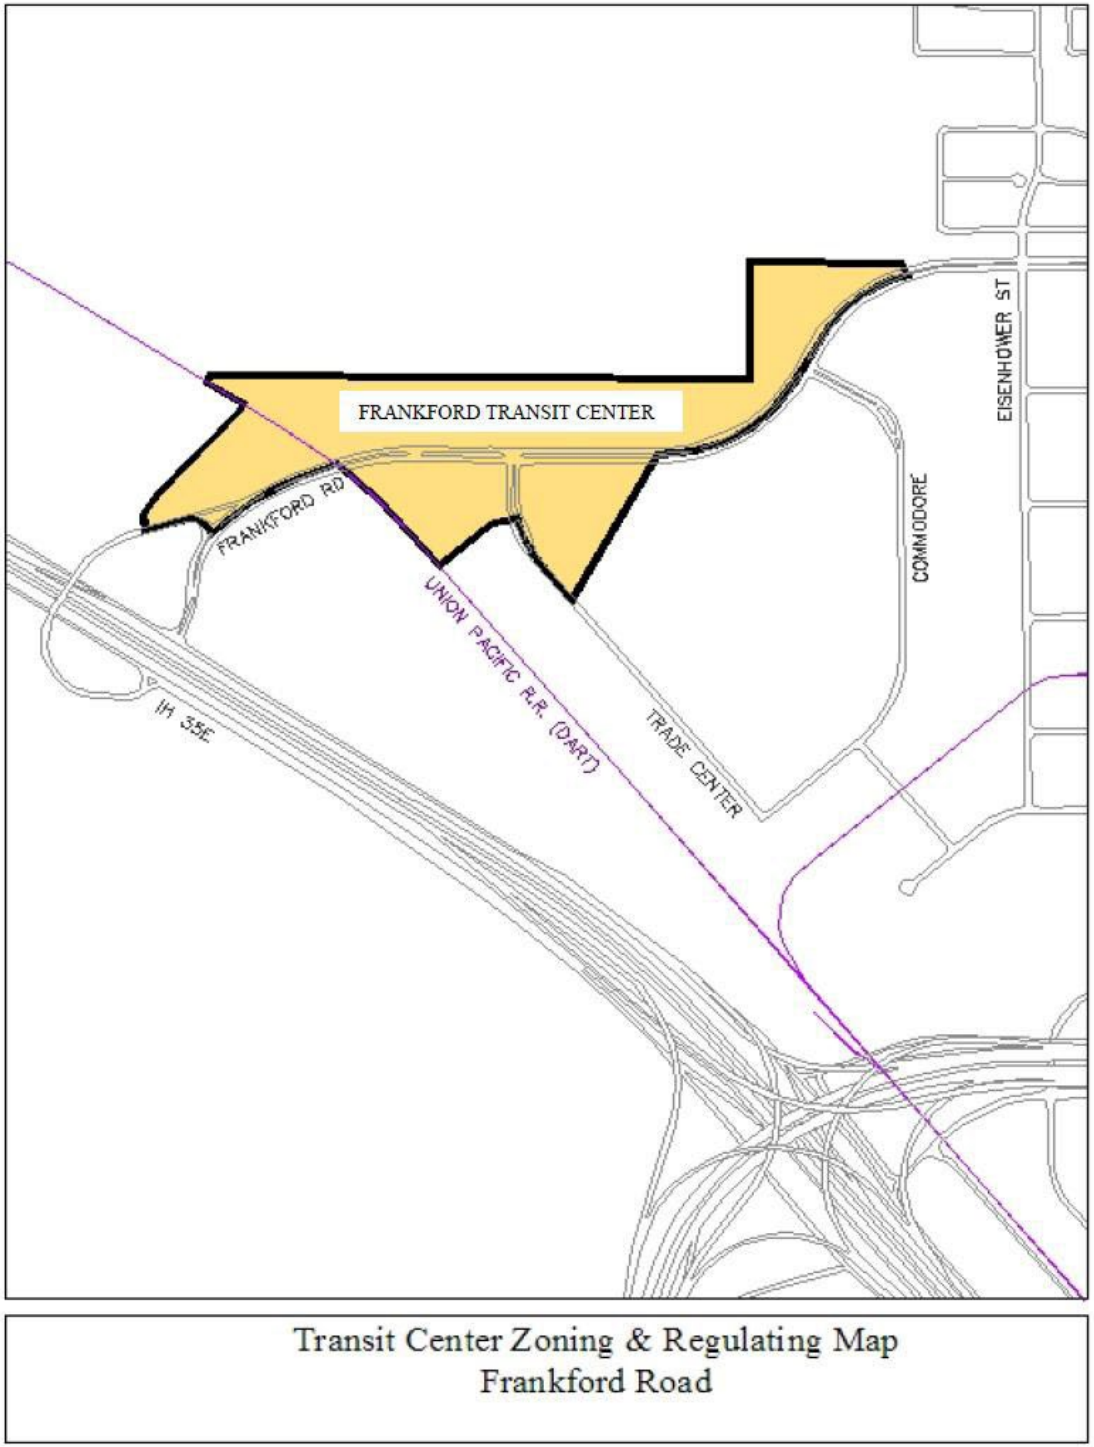 EISENHOWER ST
FRANKFORD TRANSIT CENTER
COMMODORE
FRANKFORD RD
UNION PACIFIC R.R. (DART)
IH 35E
TRADE CENTER
Transit Center Zoning & Regulating Map
Frankford Road